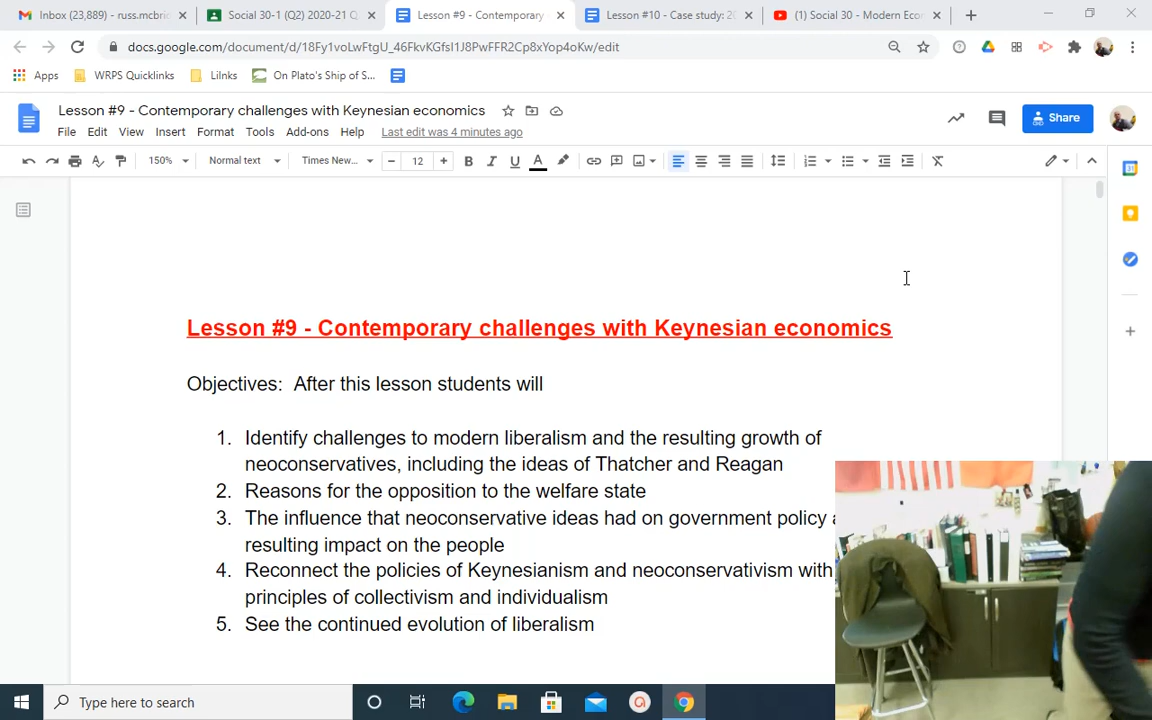 Inbox (23,889) - russ.mcbric
Social 30-1 (Q2) 2020-21 Q
Lesson #9 - Contemporary
Lesson #10 - Case study: 20
(1) Social 30 - Modern Econ
docs.google.com/document/d/18Fy1voLwFtgU_46FkvKGfsI1J8PwFFR2Cp8xYop4oKw/edit
Apps
WRPS Quicklinks
Lilnks
On Plato's Ship of S...
Lesson #9 - Contemporary challenges with Keynesian economics
File Edit View Insert Format Tools Add-ons Help Last edit was 4 minutes ago
Share
150% Normal text Times New... 12 B I U A
Lesson #9 - Contemporary challenges with Keynesian economics
Objectives: After this lesson students will
1. Identify challenges to modern liberalism and the resulting growth of
neoconservatives, including the ideas of Thatcher and Reagan
2. Reasons for the opposition to the welfare state
3. The influence that neoconservative ideas had on government policy a
resulting impact on the people
4. Reconnect the policies of Keynesianism and neoconservativism with
principles of collectivism and individualism
5. See the continued evolution of liberalism
Type here to search